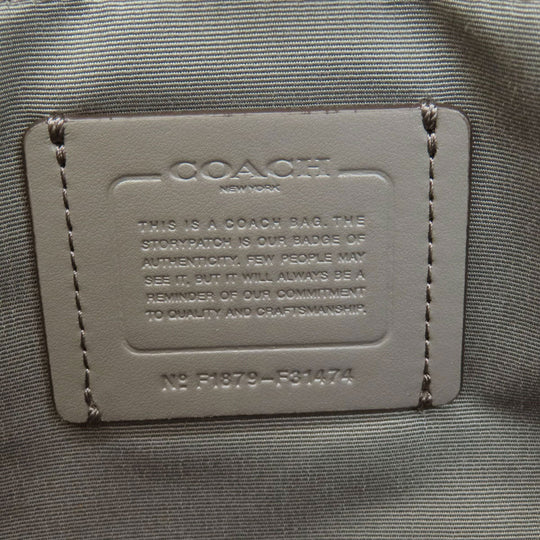 COACH
NEW YORK
THIS IS A COACH BAG. THE
STORYPATCH IS OUR BADGE OF
AUTHENTICITY. FEW PEOPLE MAY
SEE IT, BUT IT WILL ALWAYS BE A
REMINDER OF OUR COMMITMENT
TO QUALITY AND CRAFTSMANSHIP.
Nº F1879-F31474